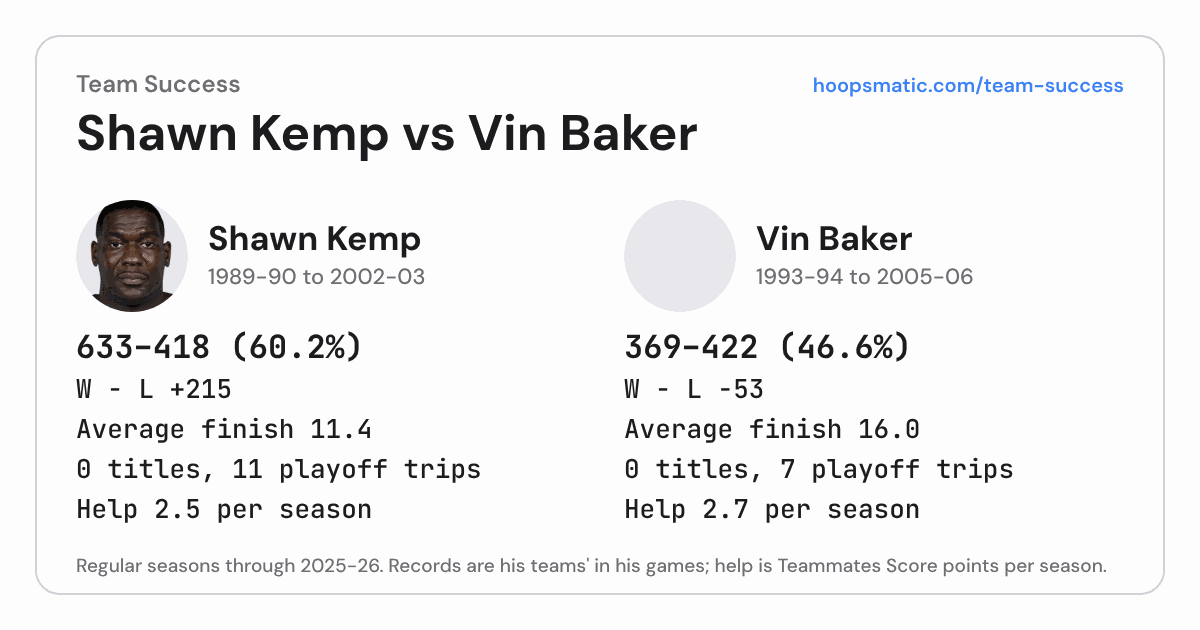 Team Success
hoopsmatic.com/team-success
Shawn Kemp vs Vin Baker
Shawn Kemp
1989-90 to 2002-03
633-418 (60.2%)
W - L +215
Average finish 11.4
0 titles, 11 playoff trips
Help 2.5 per season
Vin Baker
1993-94 to 2005-06
369-422 (46.6%)
W - L -53
Average finish 16.0
0 titles, 7 playoff trips
Help 2.7 per season
Regular seasons through 2025-26. Records are his teams' in his games; help is Teammates Score points per season.